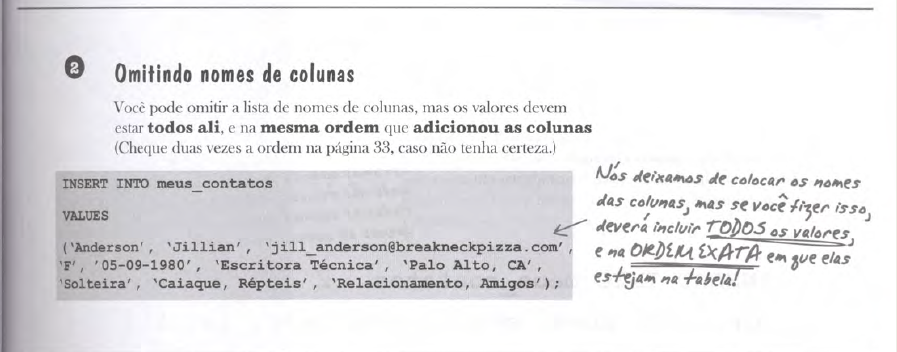 2 Omitindo nomes de colunas
Você pode omitir a lista de nomes de colunas, mas os valores devem
estar todos ali, e na mesma ordem que adicionou as colunas
(Cheque duas vezes a ordem na página 33, caso não tenha certeza.)
INSERT INTO meus_contatos
VALUES
('Anderson', 'Jillian', 'jill_anderson@breakneckpizza.com',
'F', '05-09-1980', 'Escritora Técnica', 'Palo Alto, CA',
'Solteira', 'Caiaque, Répteis', 'Relacionamento, Amigos');
Nós deixamos de colocar os nomes
das colunas, mas se você fizer isso,
deverá incluir TODOS os valores,
e na ORDEM EXATA em que elas
estejam na tabela!